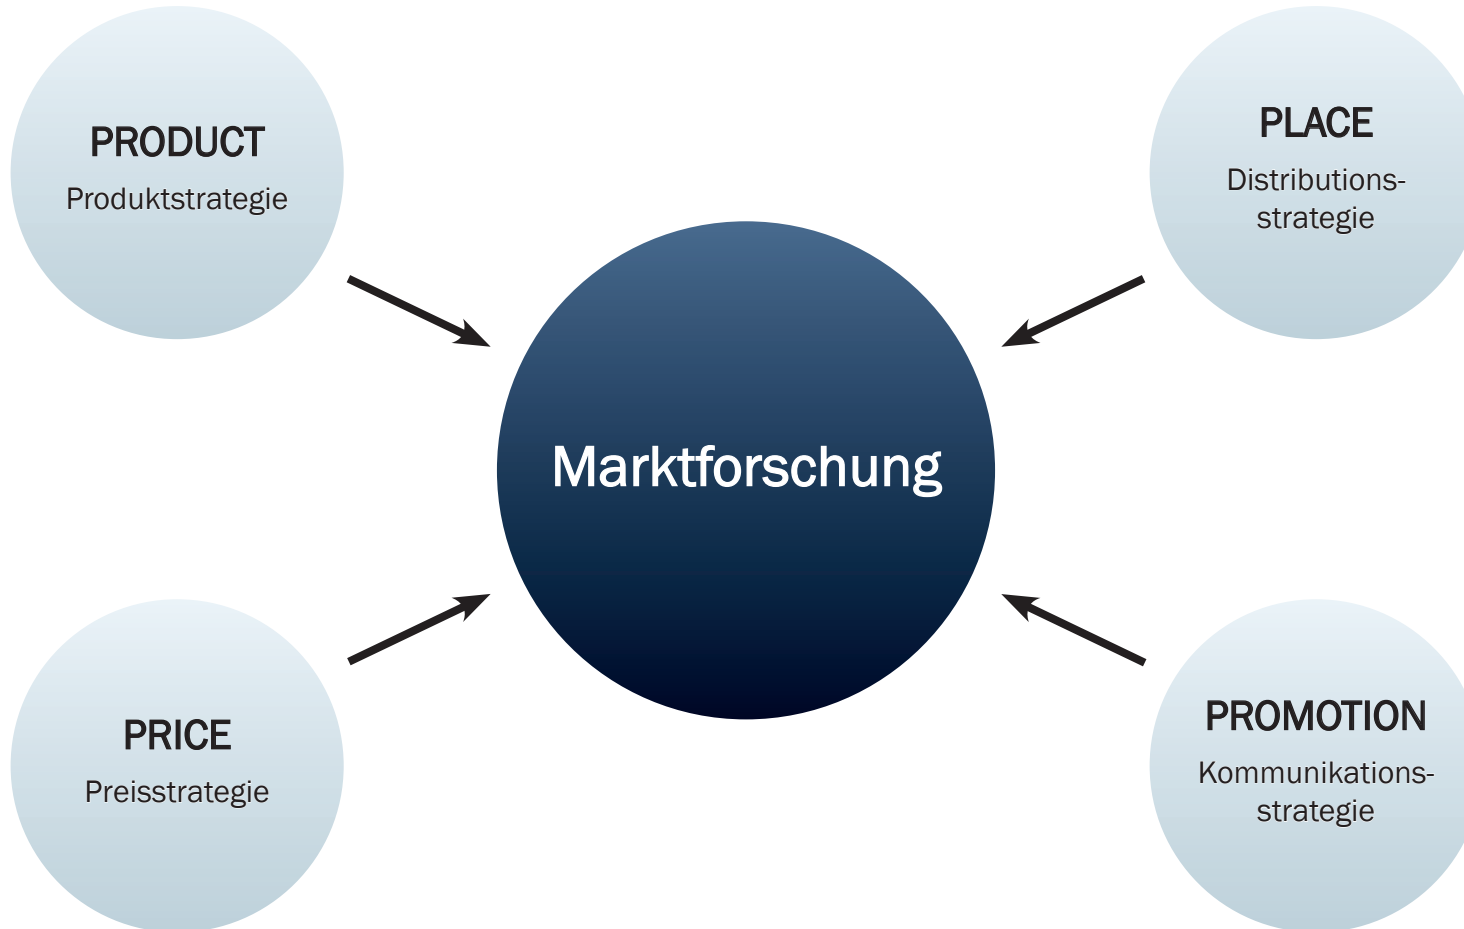 PRODUCT
Produktstrategie
PLACE
Distributions-
strategie
Marktforschung
PRICE
Preisstrategie
PROMOTION
Kommunikations-
strategie